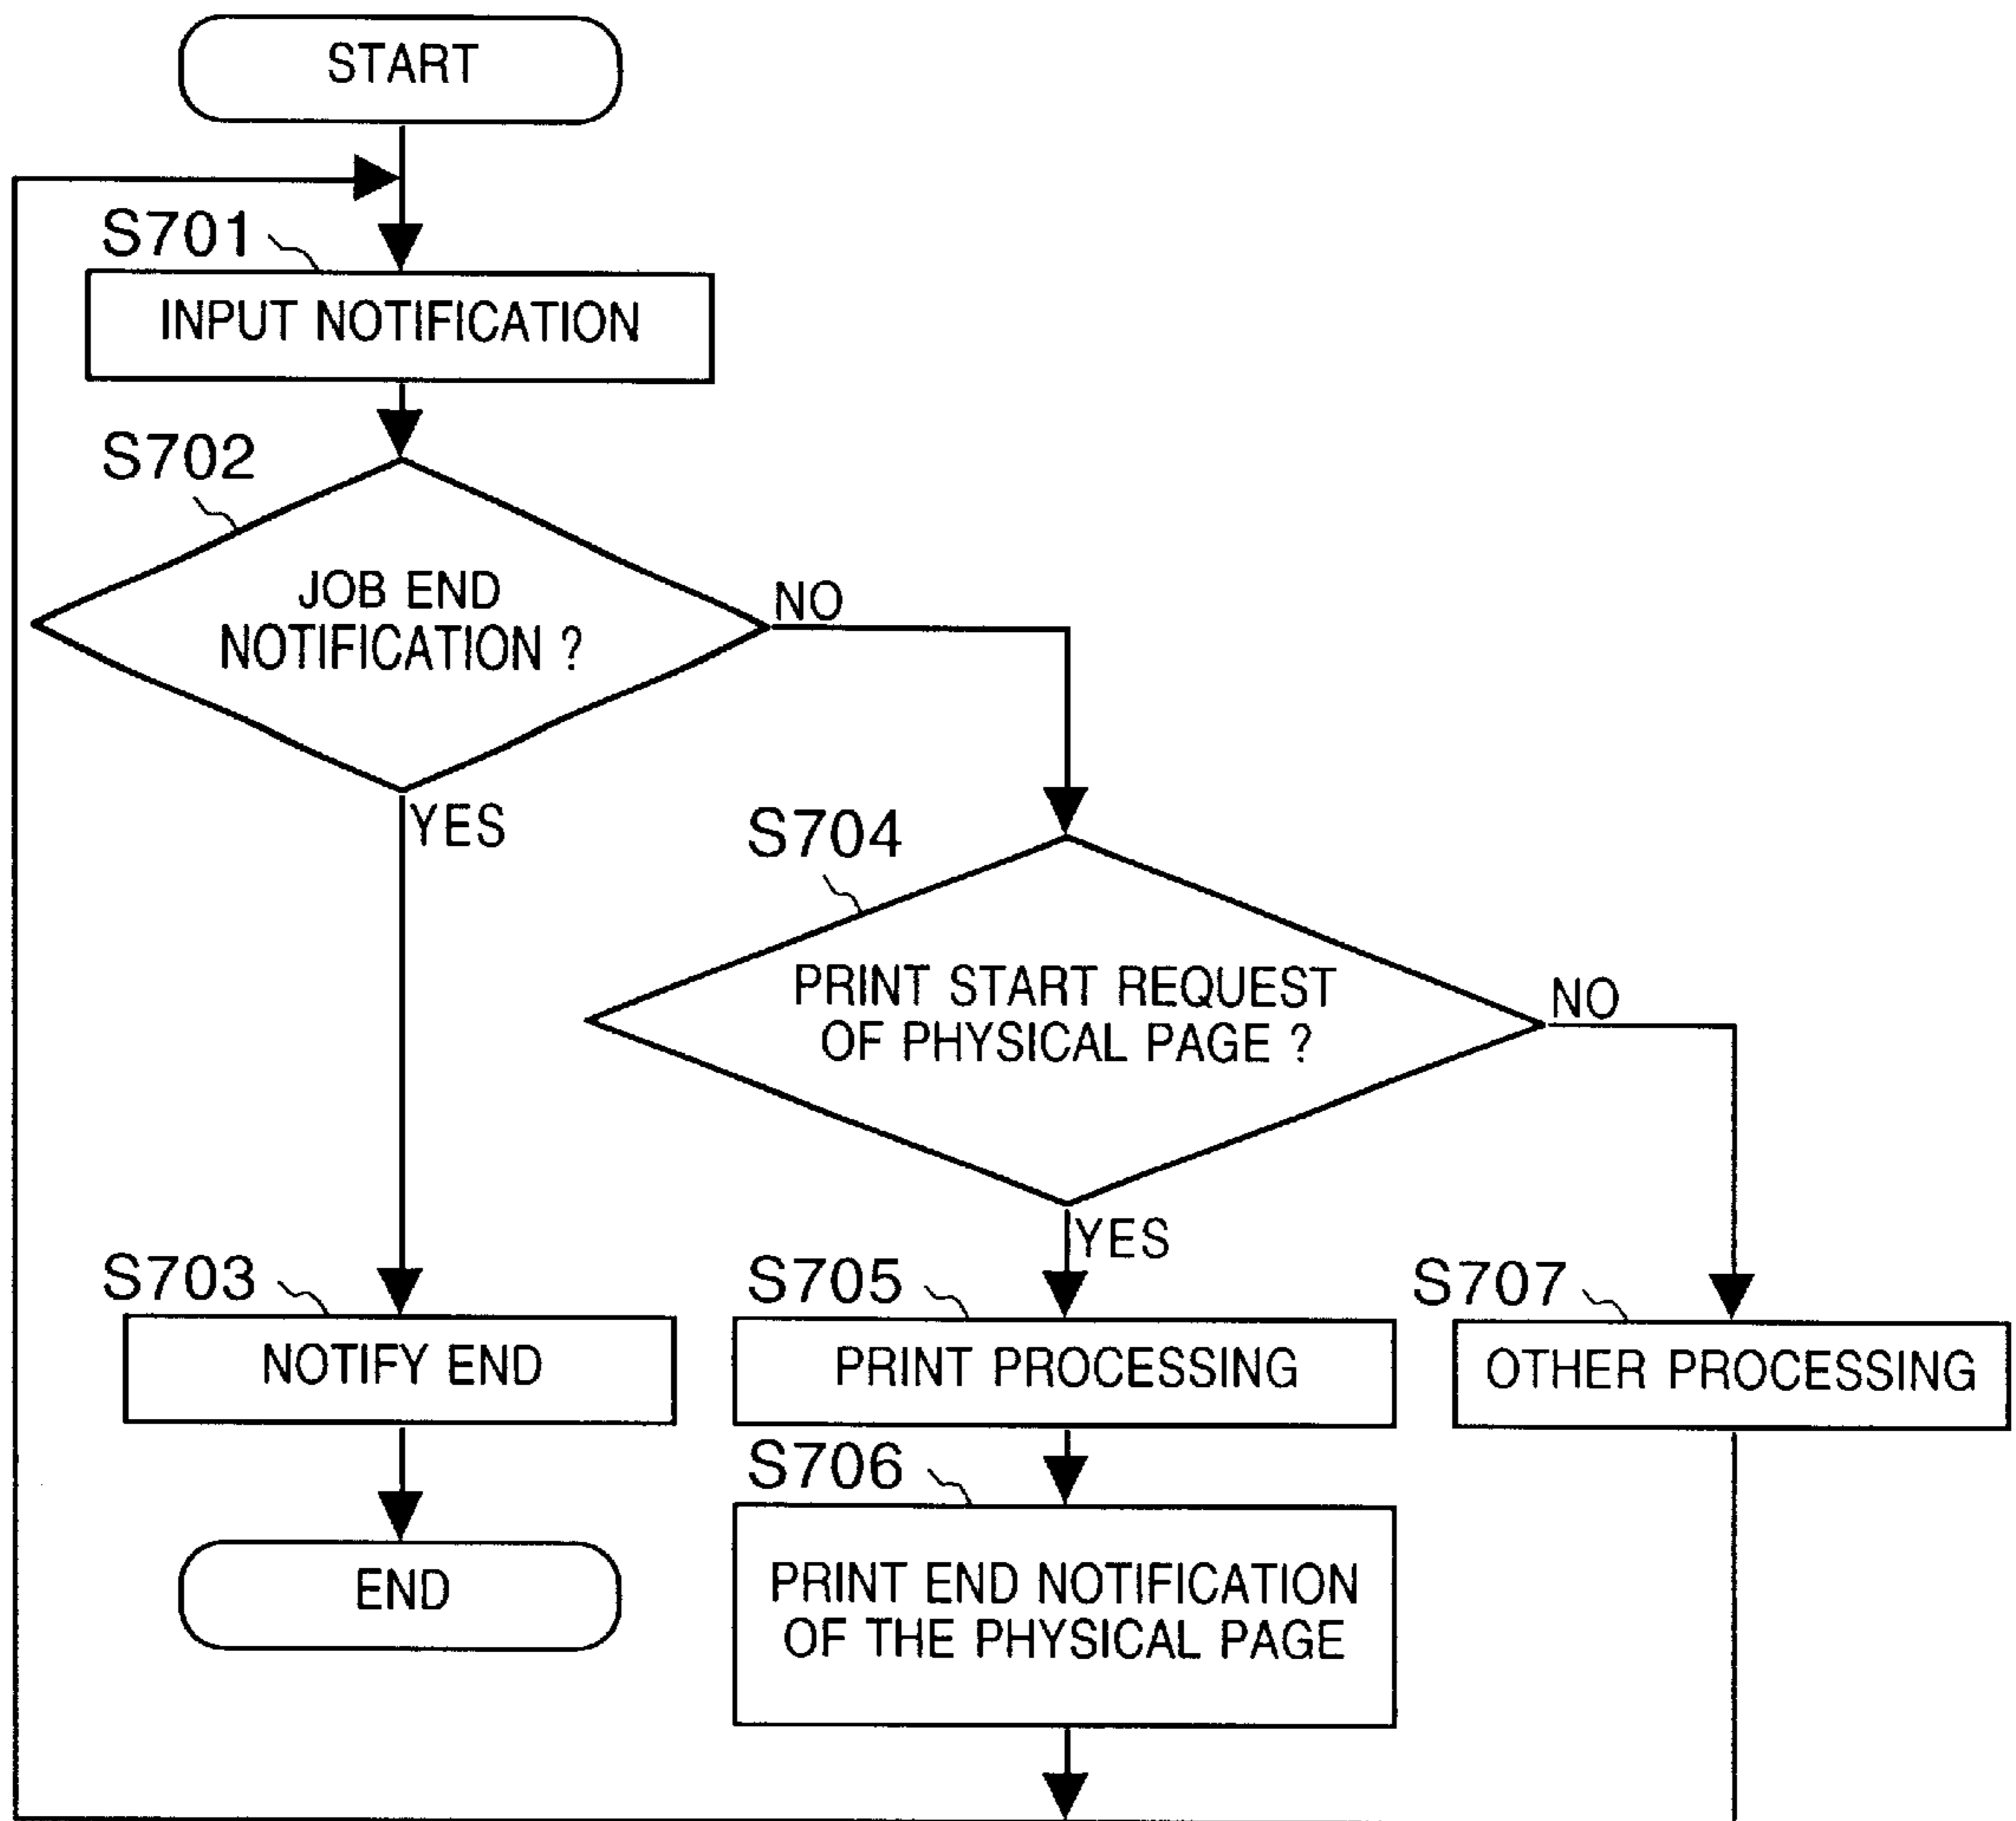 START
S701
INPUT NOTIFICATION
S702
JOB END
NOTIFICATION ?
NO
YES
S704
PRINT START REQUEST
OF PHYSICAL PAGE ?
NO
YES
S703
NOTIFY END
S705
PRINT PROCESSING
S707
OTHER PROCESSING
S706
PRINT END NOTIFICATION
OF THE PHYSICAL PAGE
END